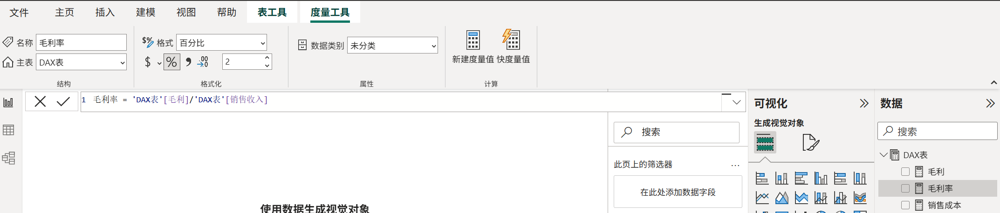 文件 主页 插入 建模 视图 帮助 表工具 度量工具
名称 毛利率 $% 格式 百分比 数据类别 未分类
主表 DAX表 $ % , .00 .0 2 新建度量值 快度量值
结构 格式化 属性 计算
1 毛利率 = 'DAX表'[毛利]/'DAX表'[销售收入]
搜索
此页上的筛选器 ...
在此处添加数据字段
使用数据生成视觉对象
可视化
生成视觉对象
数据
搜索
DAX表
毛利
毛利率
销售成本